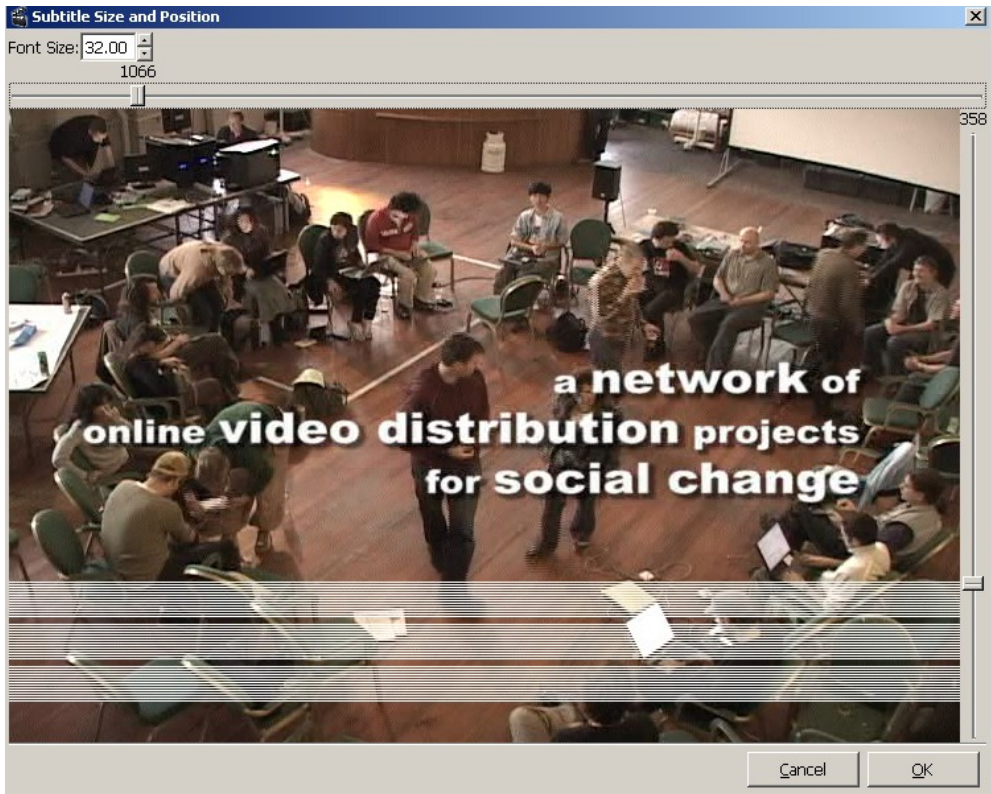 Subtitle Size and Position
Font Size: 32.00
1066
358
a network of
online video distribution projects
for social change
Cancel
OK